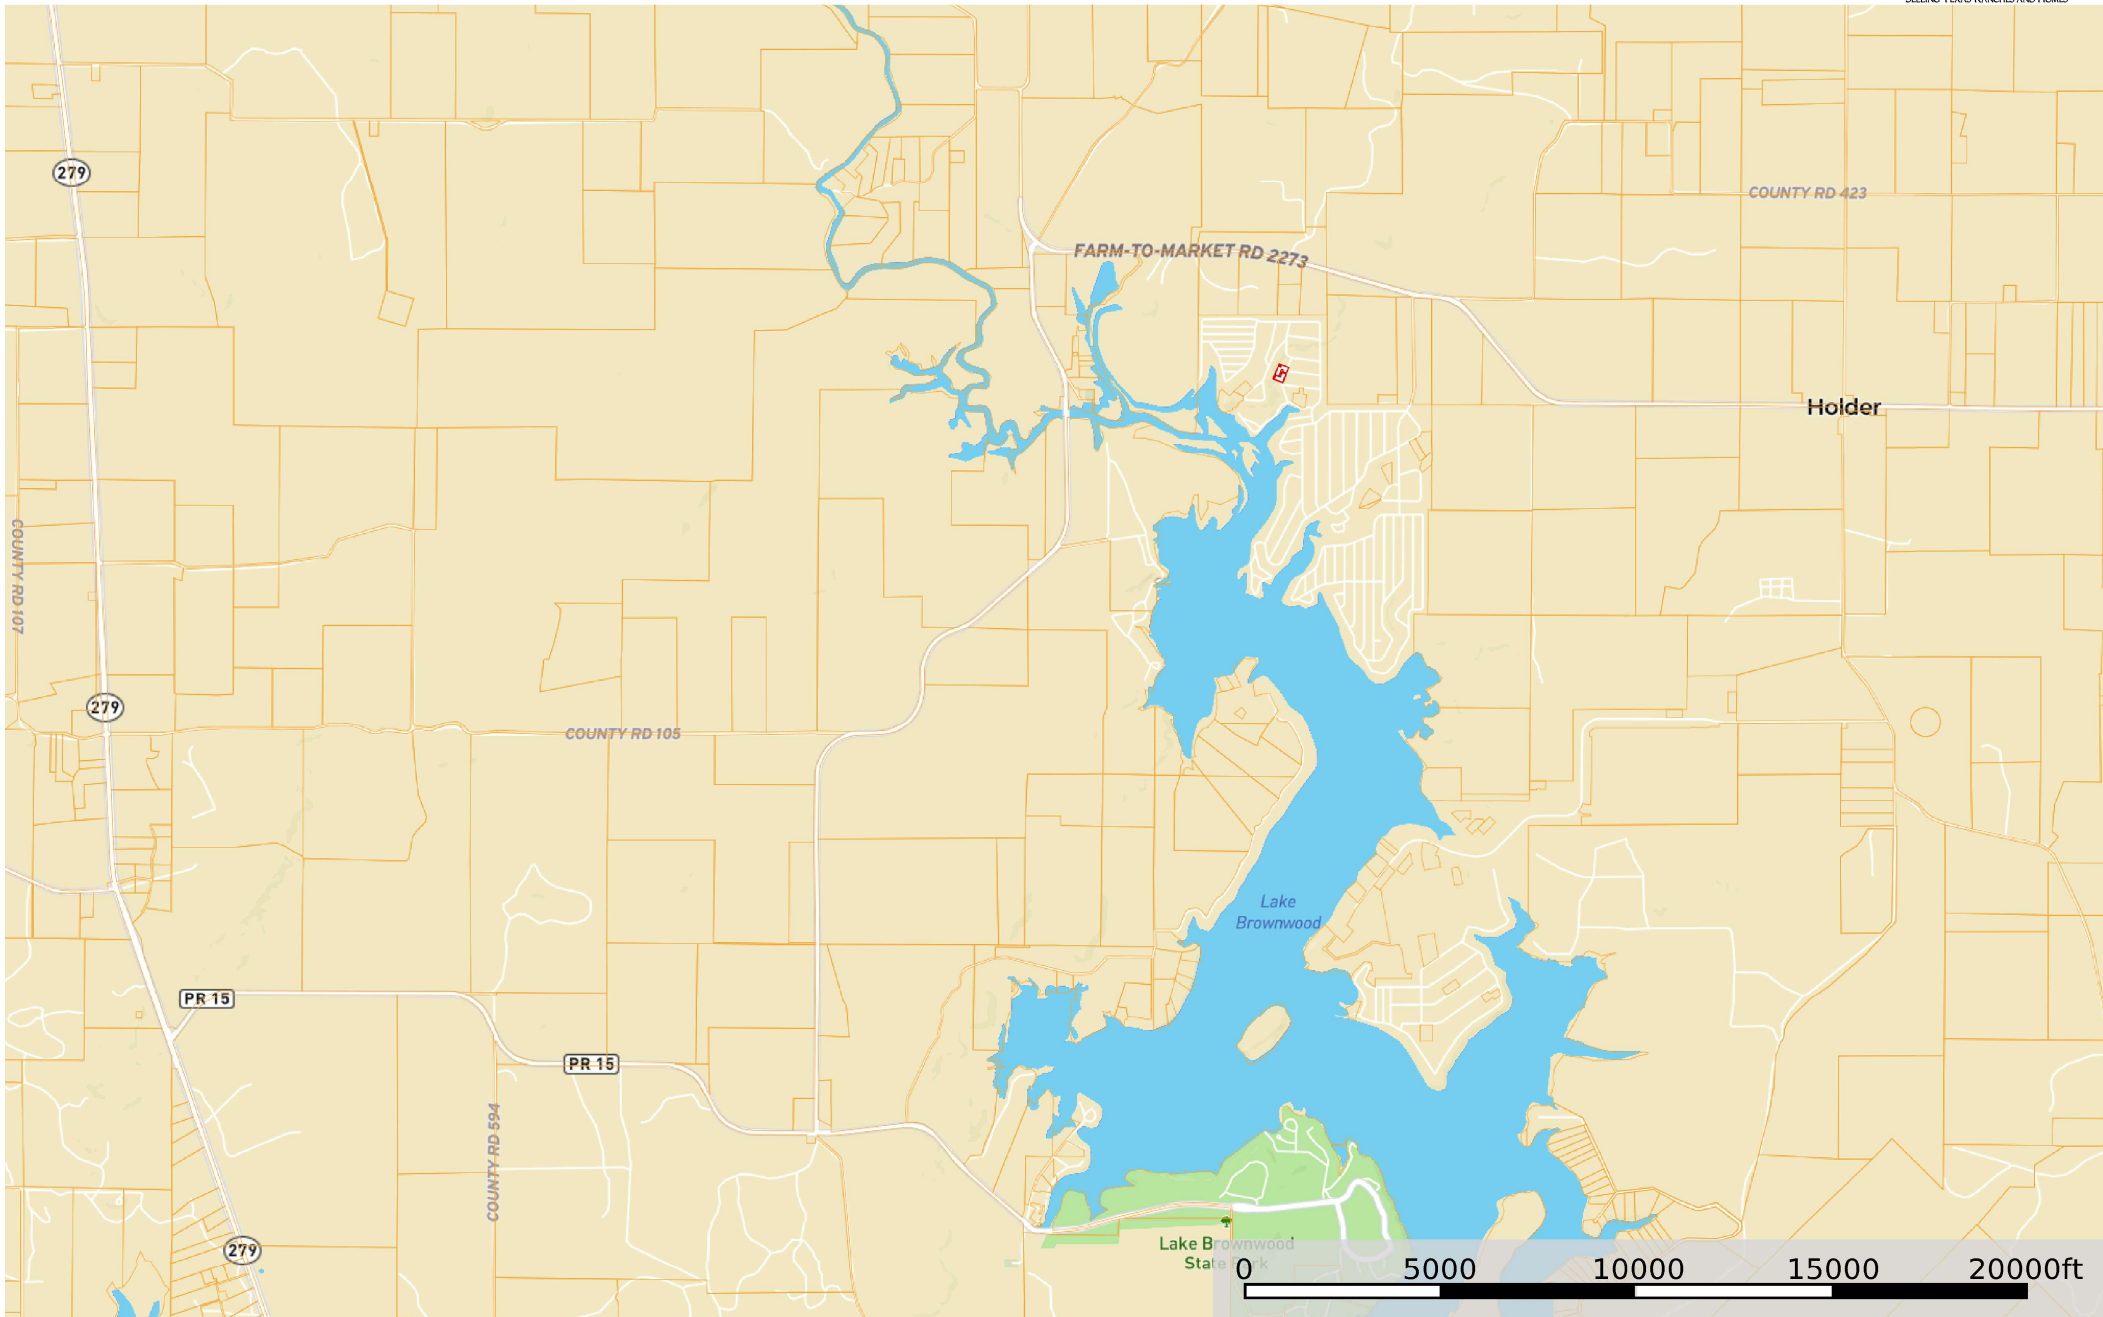 279
COUNTY RD 423
FARM-TO-MARKET RD 2273
Holder
COUNTY RD 107
279
COUNTY RD 105
Lake
Brownwood
PR 15
PR 15
COUNTY RD 594
279
Lake Brownwood
State Park
0 5000 10000 15000 20000ft